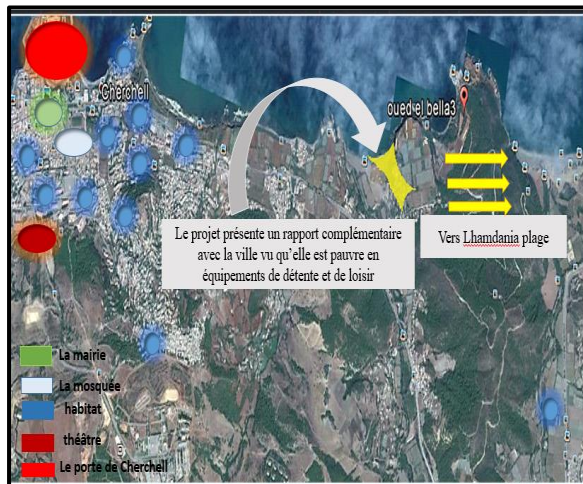 Cherchell
oued el bella3
Le projet présente un rapport complémentaire
avec la ville vu qu'elle est pauvre en
équipements de détente et de loisir
Vers Lhamdania plage
La mairie
La mosquée
habitat
théâtre
Le porte de Cherchell